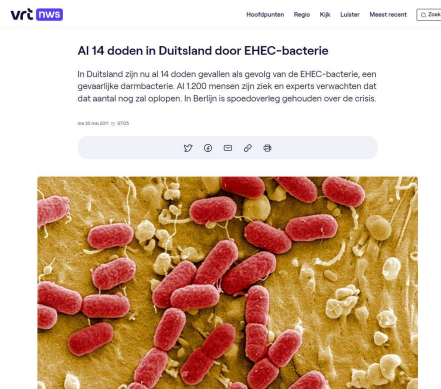 vrt nws
Hoofdpunten Regio Kijk Luister Meest recent Zoek
Al 14 doden in Duitsland door EHEC-bacterie
In Duitsland zijn nu al 14 doden gevallen als gevolg van de EHEC-bacterie, een
gevaarlijke darmbacterie. Al 1.200 mensen zijn ziek en experts verwachten dat
dat aantal nog zal oplopen. In Berlijn is spoedoverleg gehouden over de crisis.
ma 30 mei 2011 07:05